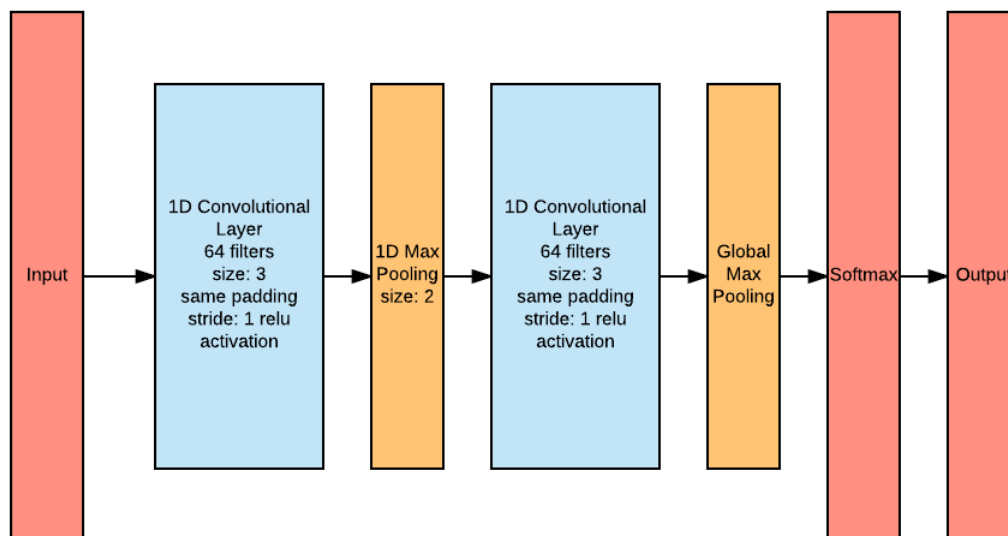 Input
1D Convolutional
Layer
64 filters
size: 3
same padding
stride: 1 relu
activation
1D Max
Pooling
size: 2
1D Convolutional
Layer
64 filters
size: 3
same padding
stride: 1 relu
activation
Global
Max
Pooling
Softmax
Output